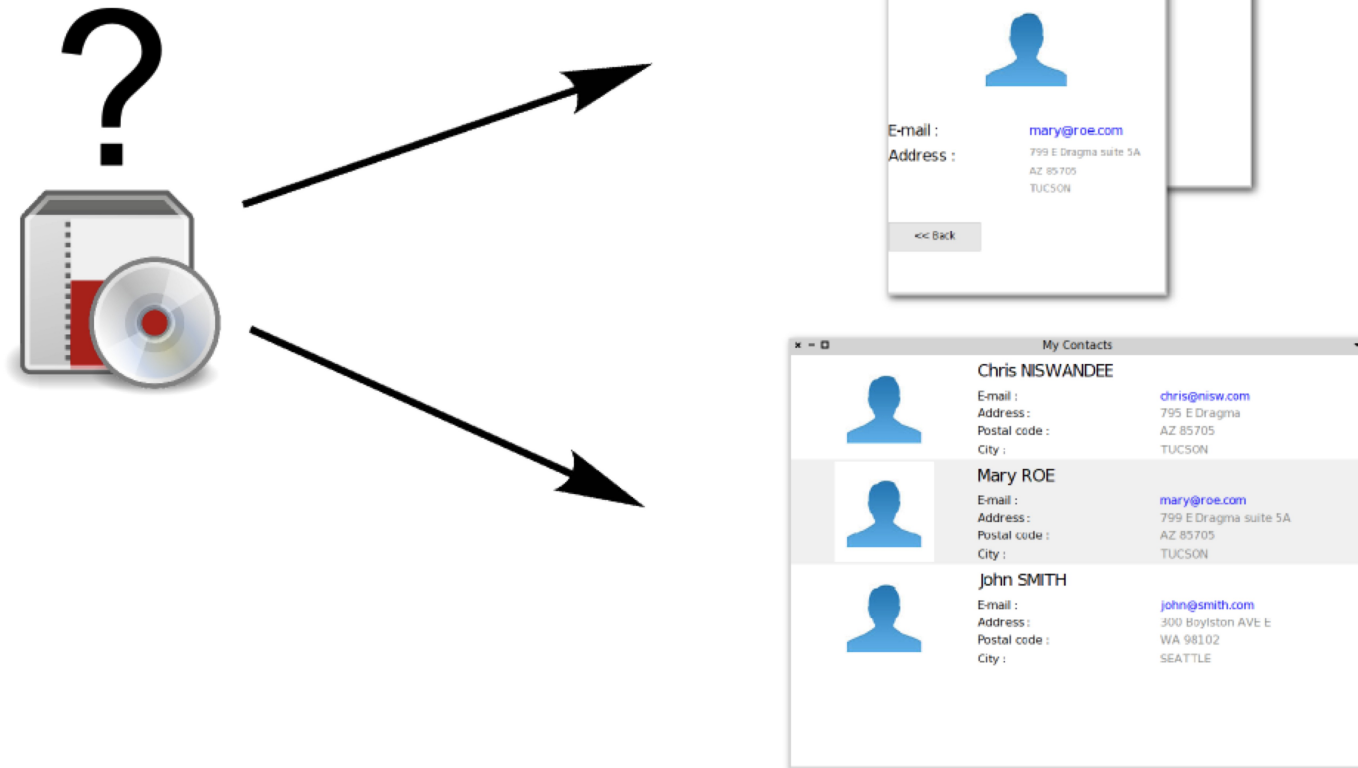 ?
E-mail : mary@roe.com
Address : 799 E Dragma suite 5A
AZ 85705
TUCSON
<< Back
My Contacts
Chris NISWANDEE
E-mail : chris@nisw.com
Address : 795 E Dragma
Postal code : AZ 85705
City : TUCSON
Mary ROE
E-mail : mary@roe.com
Address : 799 E Dragma suite 5A
Postal code : AZ 85705
City : TUCSON
John SMITH
E-mail : john@smith.com
Address : 300 Boylston AVE E
Postal code : WA 98102
City : SEATTLE